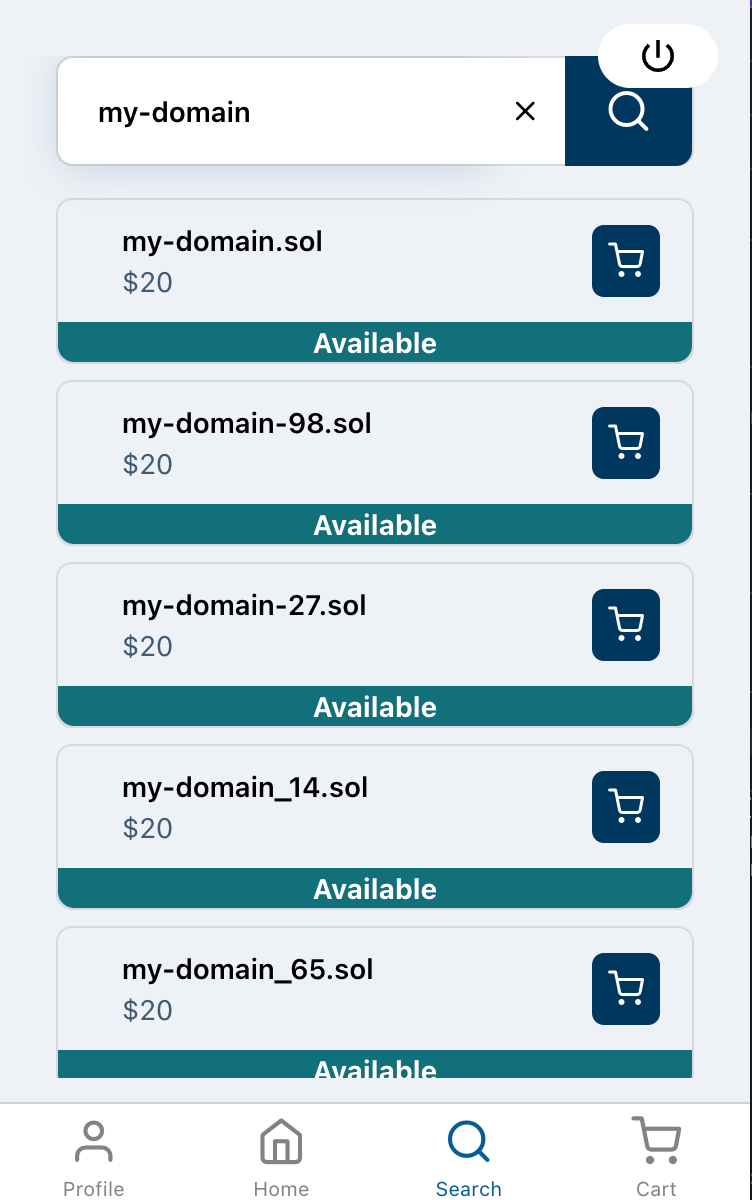 my-domain
my-domain.sol
$20
Available
my-domain-98.sol
$20
Available
my-domain-27.sol
$20
Available
my-domain_14.sol
$20
Available
my-domain_65.sol
$20
Available
Profile
Home
Search
Cart